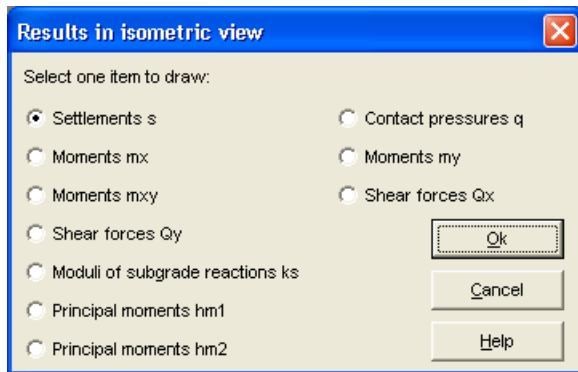 Results in isometric view
Select one item to draw:
Settlements s
Contact pressures q
Moments mx
Moments my
Moments mxy
Shear forces Qx
Shear forces Qy
Ok
Moduli of subgrade reactions ks
Cancel
Principal moments hm1
Principal moments hm2
Help